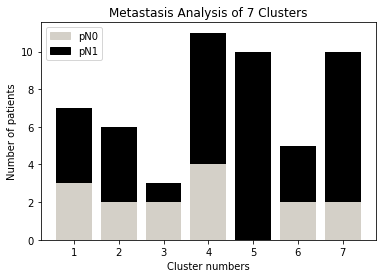 Metastasis Analysis of 7 Clusters
pN0
pN1
Number of patients
10
8
6
4
2
0
1 2 3 4 5 6 7
Cluster numbers